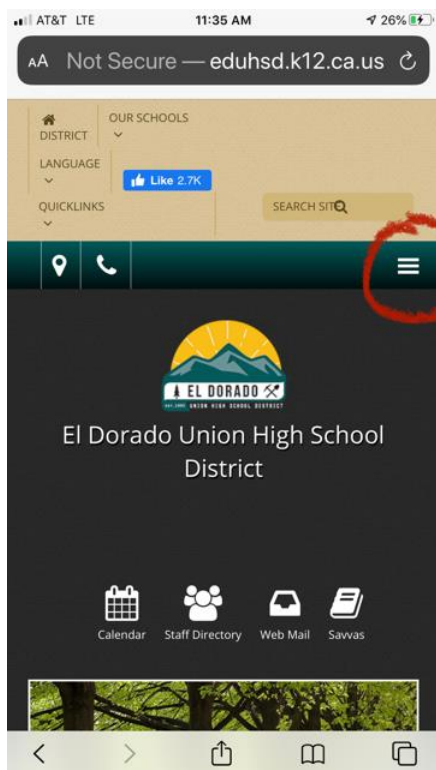 AT&T LTE 11:35 AM 26%
AA Not Secure — eduhsd.k12.ca.us
DISTRICT
OUR SCHOOLS
LANGUAGE
Like 2.7K
QUICKLINKS
SEARCH SITE
EL DORADO
UNION HIGH SCHOOL DISTRICT
El Dorado Union High School
District
Calendar Staff Directory Web Mail Savvas